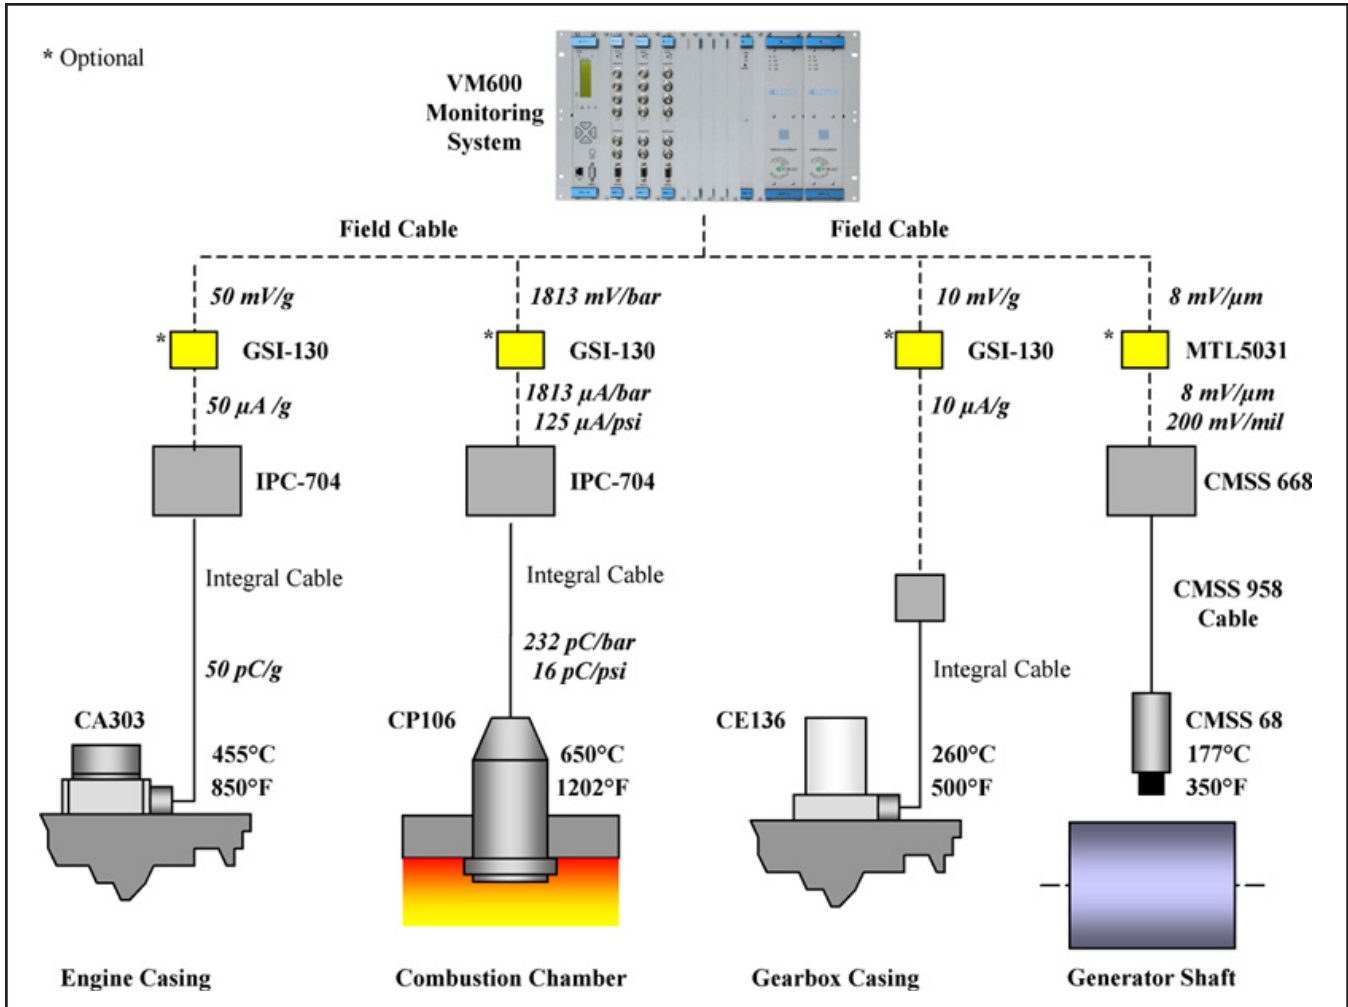 * Optional
VM600
Monitoring
System
Field Cable
Field Cable
50 mV/g
1813 mV/bar
10 mV/g
8 mV/µm
*
GSI-130
*
GSI-130
*
GSI-130
*
MTL5031
50 µA /g
1813 µA/bar
125 µA/psi
10 µA/g
8 mV/µm
200 mV/mil
IPC-704
IPC-704
CMSS 668
Integral Cable
Integral Cable
CMSS 958
Cable
50 pC/g
232 pC/bar
16 pC/psi
Integral Cable
CA303
455°C
850°F
CP106
650°C
1202°F
CE136
260°C
500°F
CMSS 68
177°C
350°F
Engine Casing
Combustion Chamber
Gearbox Casing
Generator Shaft